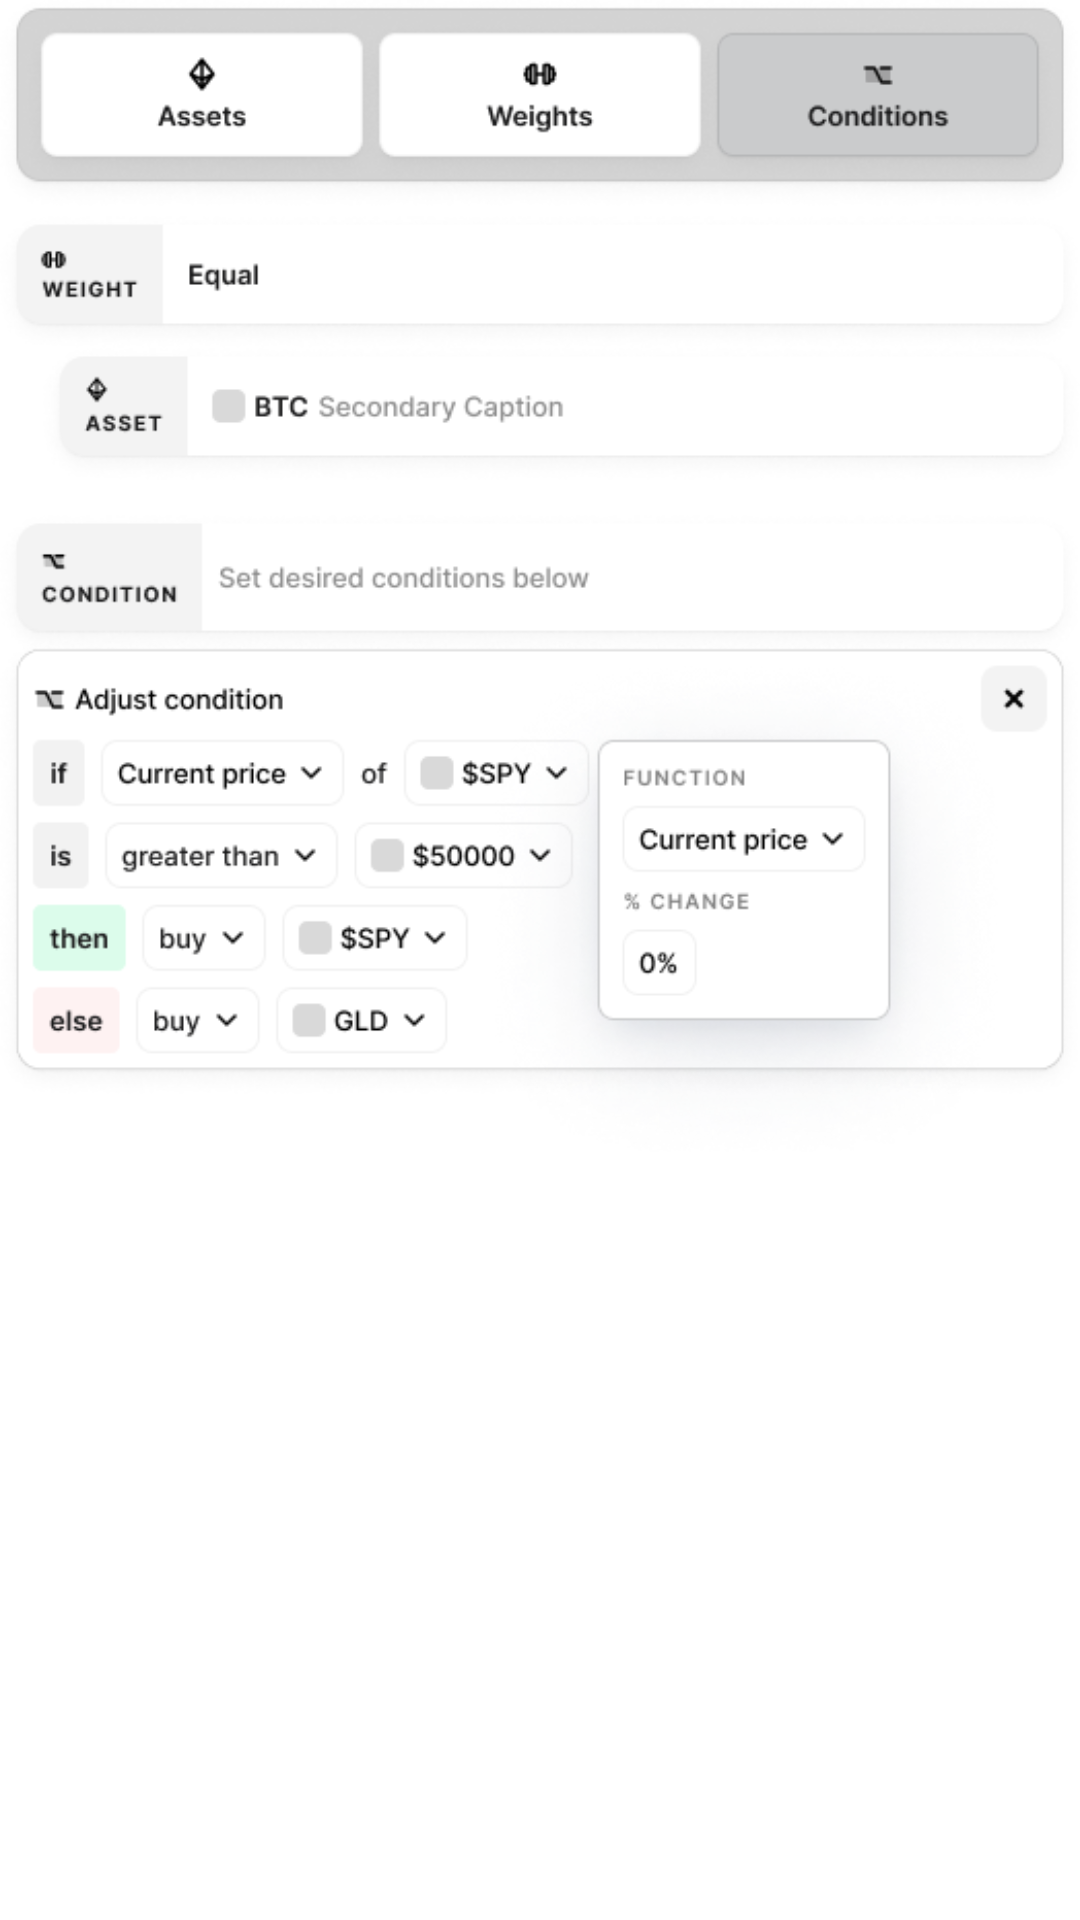 Assets
Weights
Conditions
WEIGHT
Equal
ASSET
BTC Secondary Caption
CONDITION
Set desired conditions below
Adjust condition
if Current price of $SPY
is greater than $50000
then buy $SPY
else buy GLD
FUNCTION
Current price
% CHANGE
0%